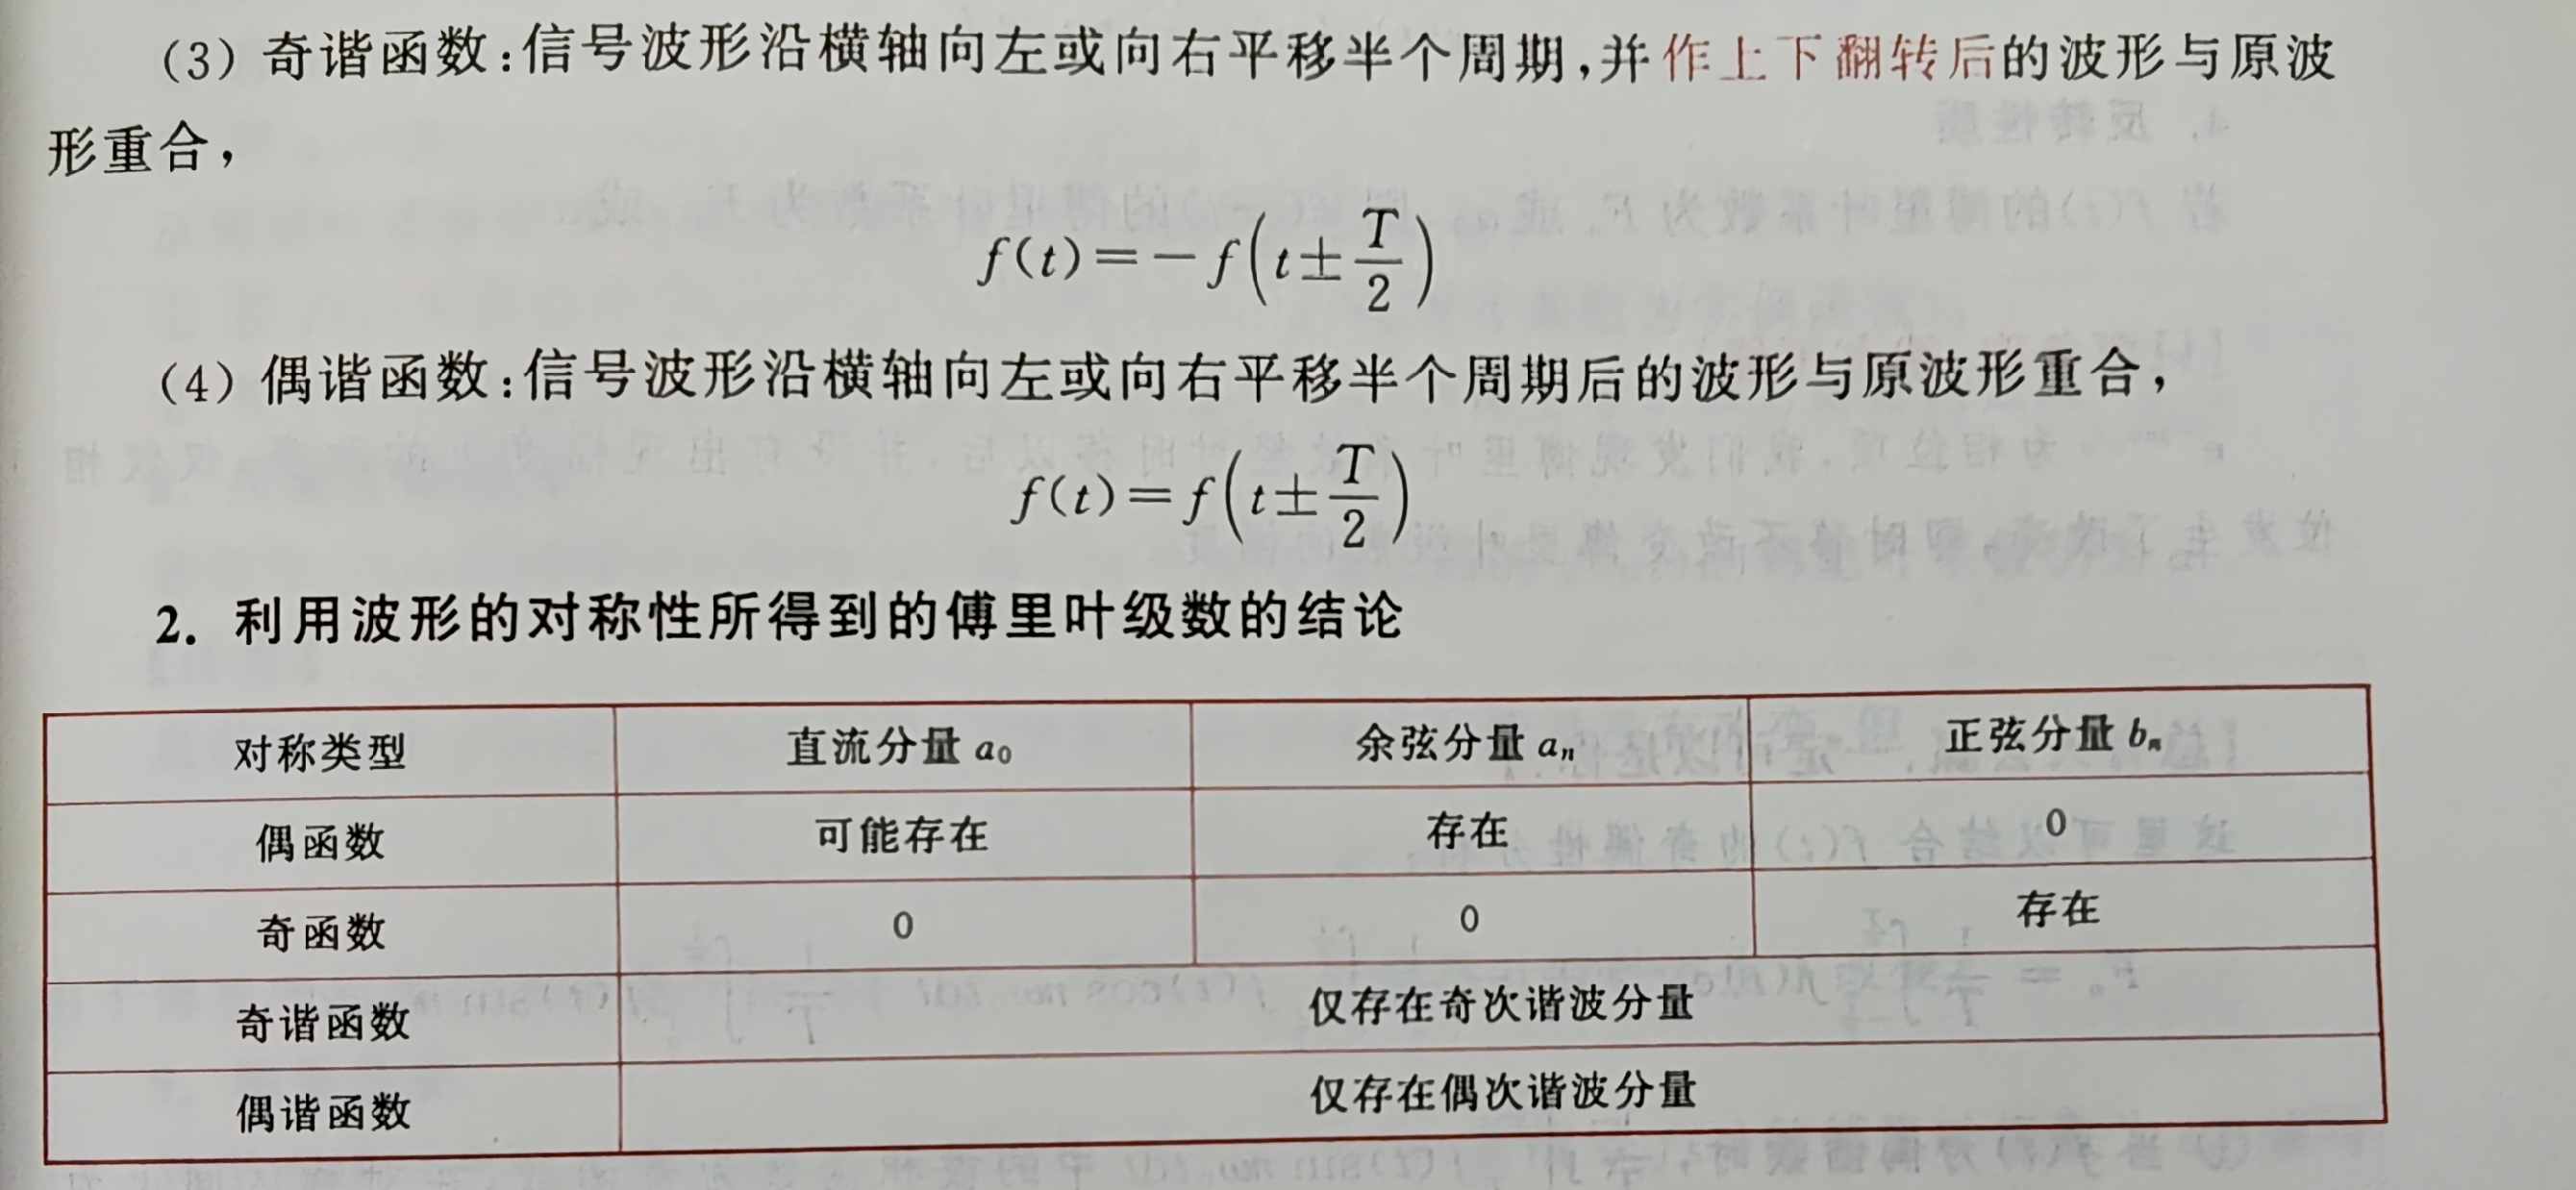 (3) 奇谐函数:信号波形沿横轴向左或向右平移半个周期,并作上下翻转后的波形与原波
形重合,
f(t)=-f(t±T/2)
(4) 偶谐函数:信号波形沿横轴向左或向右平移半个周期后的波形与原波形重合,
f(t)=f(t±T/2)
2. 利用波形的对称性所得到的傅里叶级数的结论
对称类型 直流分量 a₀ 余弦分量 aₙ 正弦分量 bₙ
偶函数 可能存在 存在 0
奇函数 0 0 存在
奇谐函数 仅存在奇次谐波分量
偶谐函数 仅存在偶次谐波分量